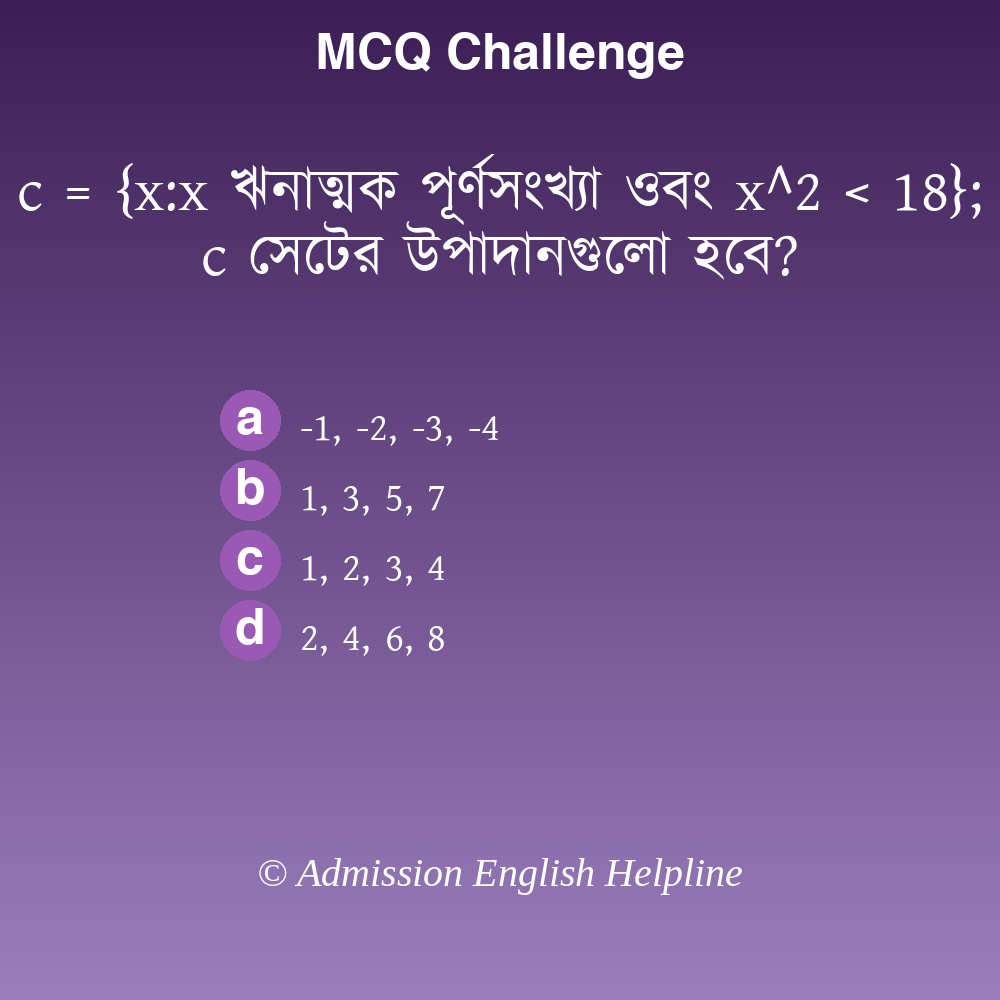 MCQ Challenge
c = {x:x ঋনাত্মক পূর্ণসংখ্যা ওবং x^2 < 18};
c সেটের উপাদানগুলো হবে?
a -1, -2, -3, -4
b 1, 3, 5, 7
c 1, 2, 3, 4
d 2, 4, 6, 8
© Admission English Helpline